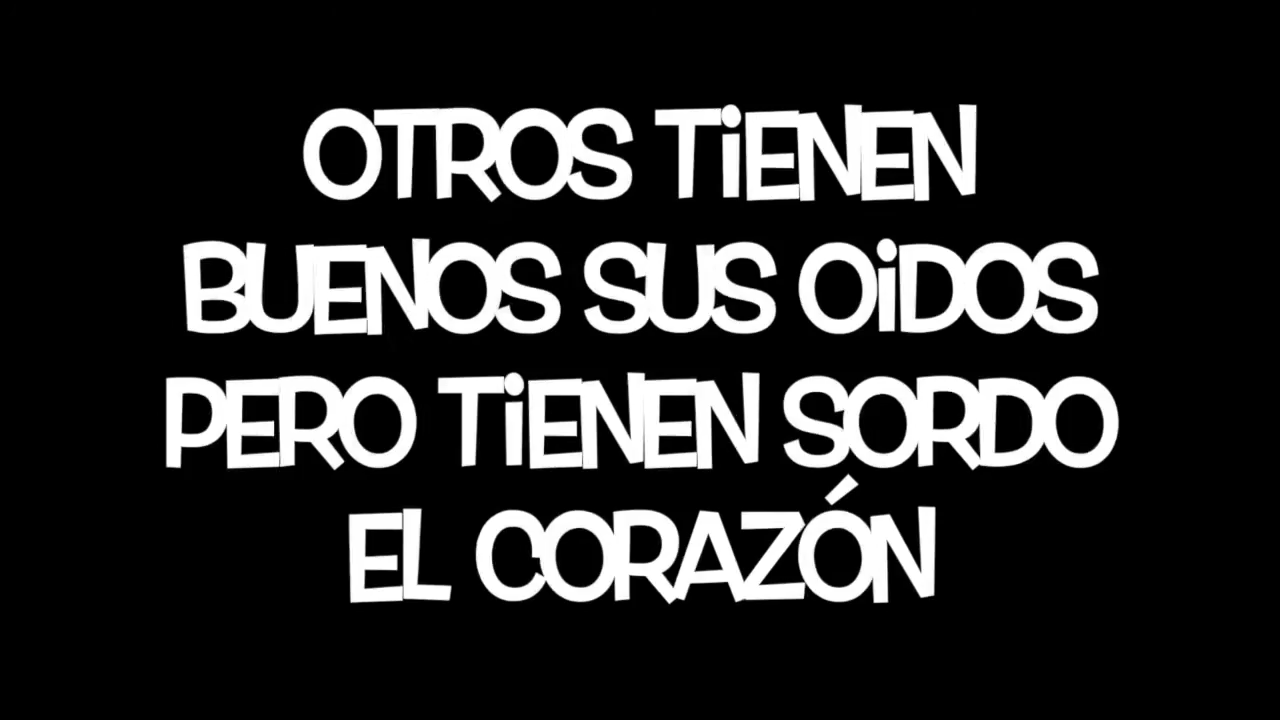 OTROS TiENEN
BUENOS SUS OiDOS
PERO TiENEN SORDO
EL CORAZÓN